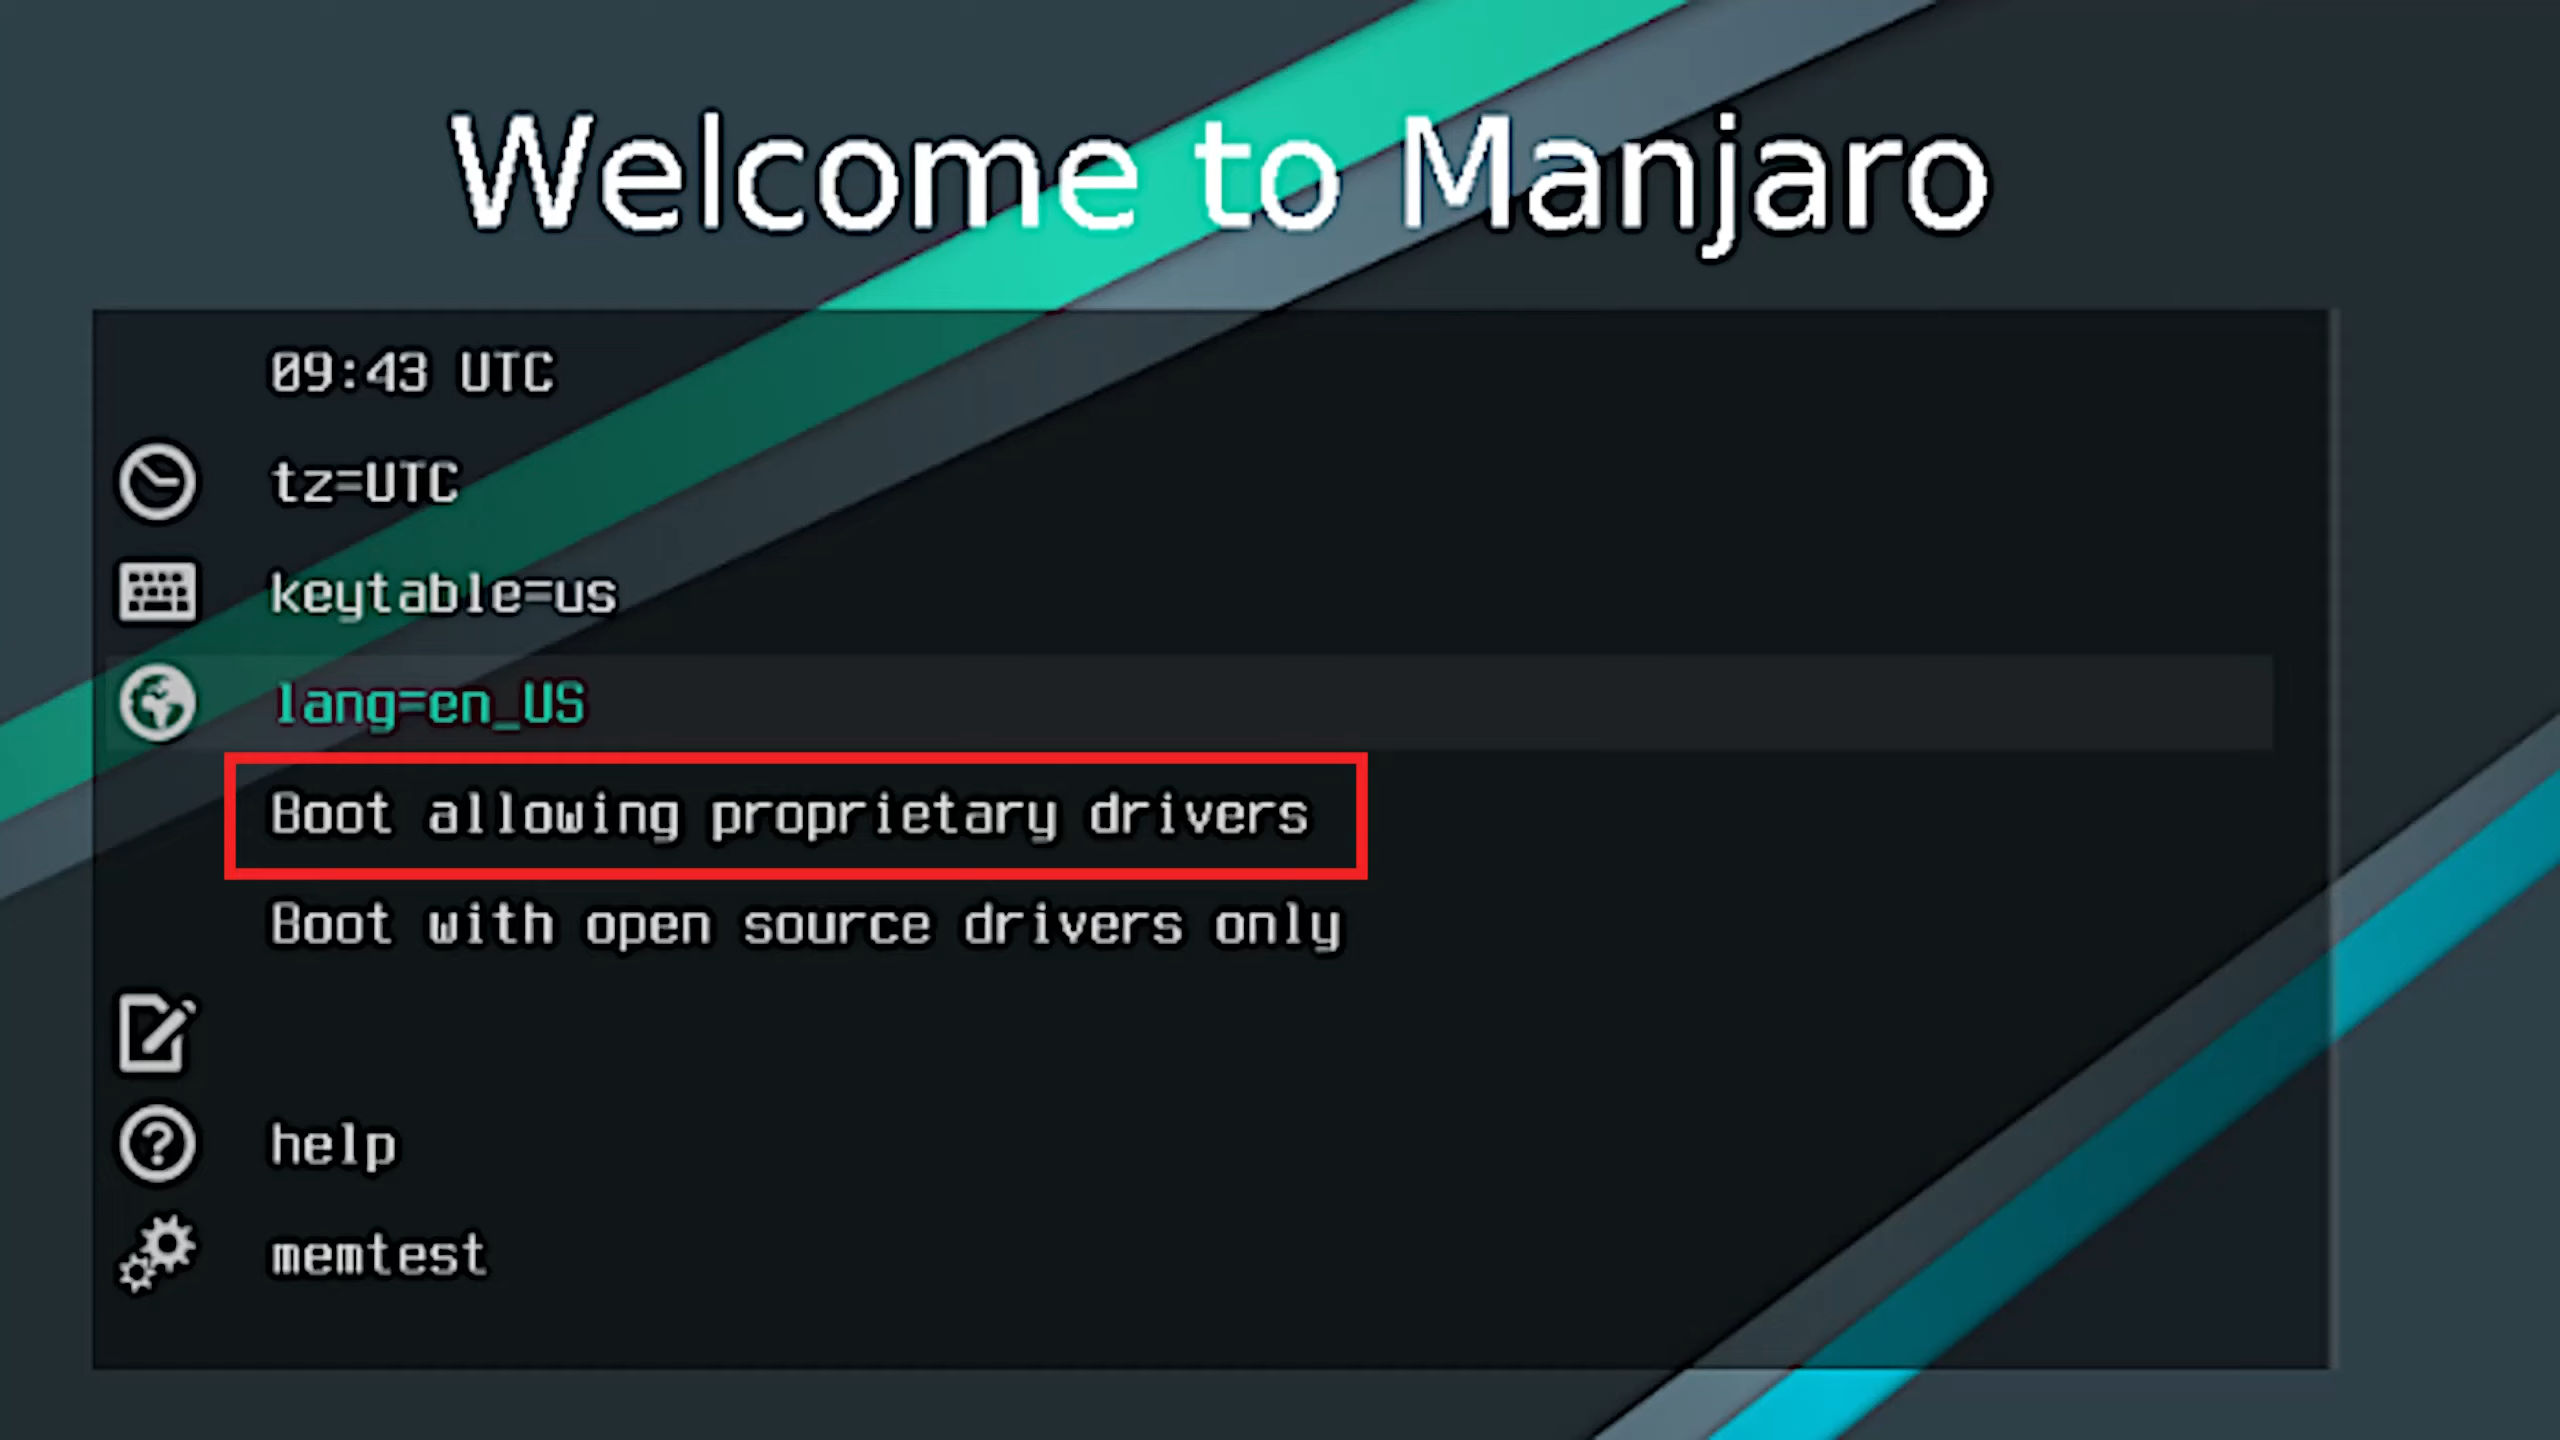 Welcome to Manjaro
09:43 UTC
tz=UTC
keytable=us
lang=en_US
Boot allowing proprietary drivers
Boot with open source drivers only
help
memtest